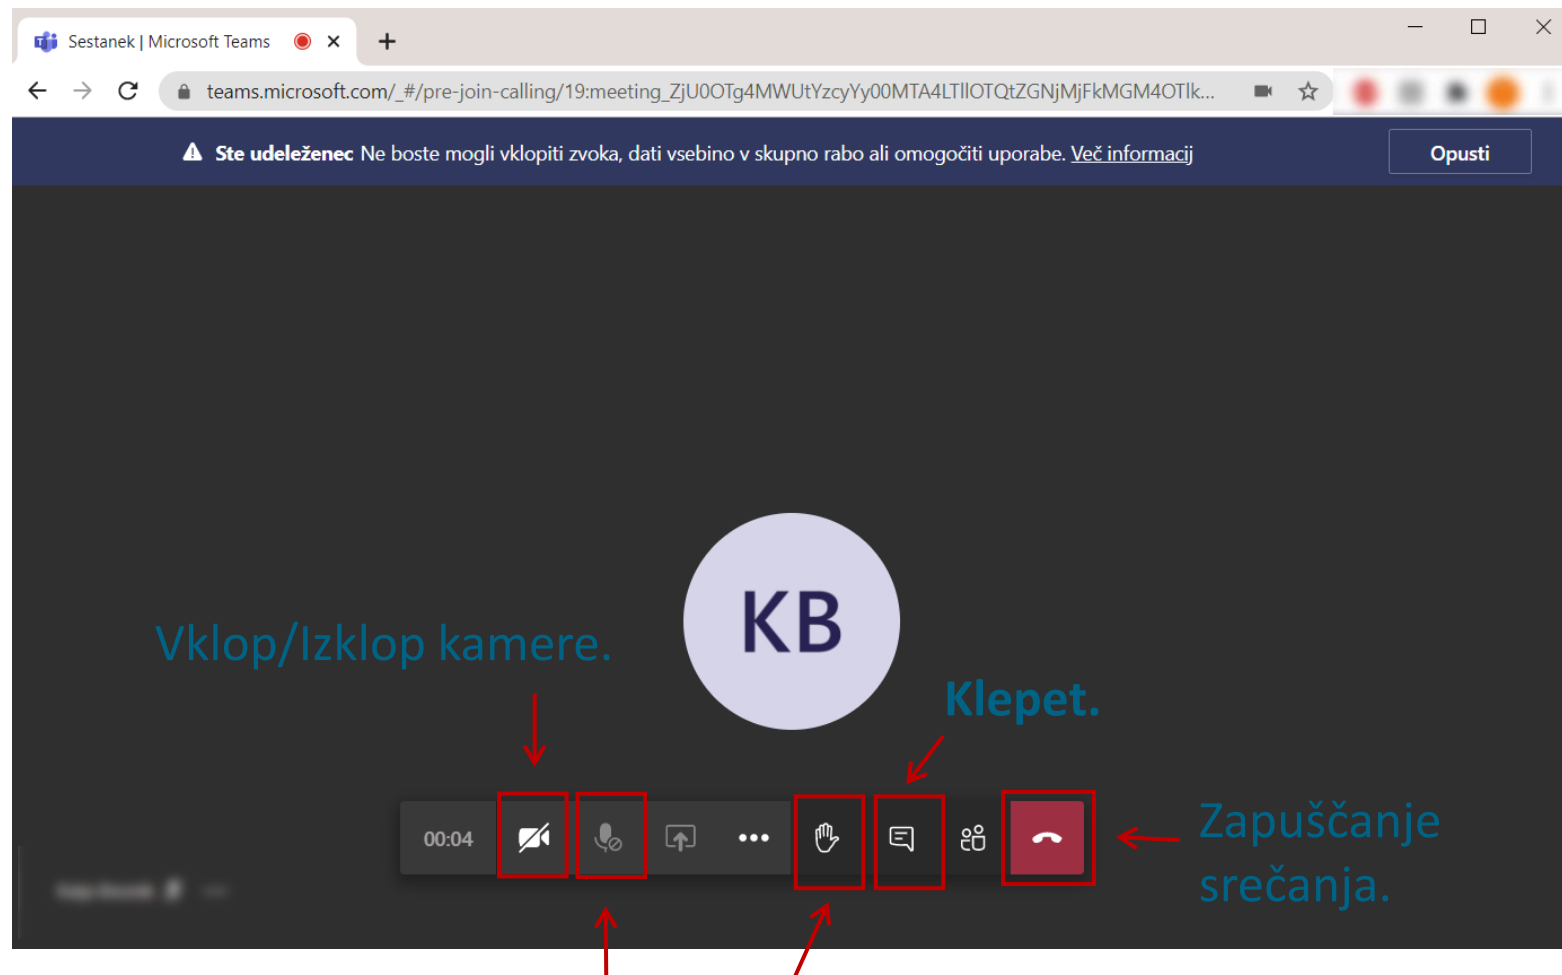 Sestanek | Microsoft Teams
teams.microsoft.com/_#/pre-join-calling/19:meeting_ZjU0OTg4MWUtYzcyYy00MTA4LTllOTQtZGNjMjFkMGM4OTlk...
Ste udeleženec Ne boste mogli vklopiti zvoka, dati vsebino v skupno rabo ali omogočiti uporabe. Več informacij
Opusti
KB
Vklop/Izklop kamere.
Klepet.
00:04
Zapuščanje
srečanja.